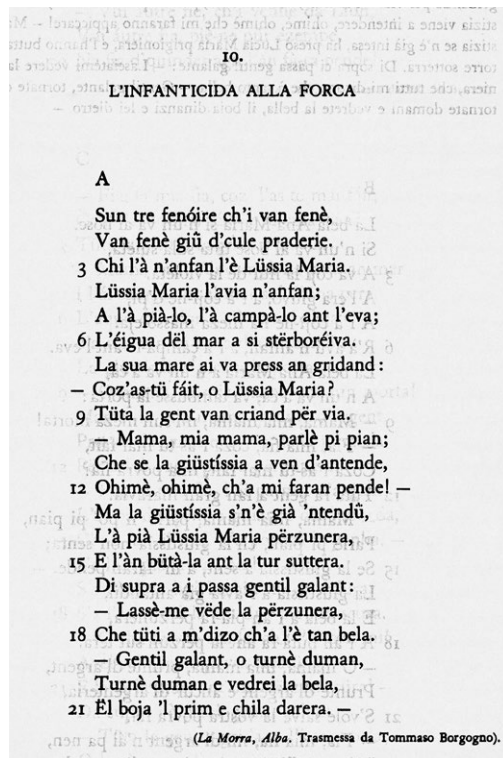 10.
L'INFANTICIDA ALLA FORCA
A
Sun tre fenóire ch'i van fenè,
Van fenè giü d'cule praderie.
3 Chi l'à n'anfan l'è Lüssia Maria.
Lüssia Maria l'avia n'anfan;
A l'à pià-lo, l'à campà-lo ant l'eva;
6 L'éigua dël mar a si stërboréiva.
La sua mare ai va press an gridand:
— Coz'as-tü fáit, o Lüssia Maria?
9 Tüta la gent van criand për via.
— Mama, mia mama, parlè pi pian;
Che se la giüstíssia a ven d'antende,
12 Ohimè, ohimè, ch'a mi faran pende! —
Ma la giüstíssia s'n'è già 'ntendü,
L'à pià Lüssia Maria përzunera,
15 E l'àn bütà-la ant la tur suttera.
Di supra a i passa gentil galant:
— Lassè-me vëde la përzunera,
18 Che tüti a m'dizo ch'a l'è tan bela.
— Gentil galant, o turnè duman,
Turnè duman e vedrei la bela,
21 Ël boja 'l prim e chila darera. —
(La Morra, Alba. Trasmessa da Tommaso Borgogno).